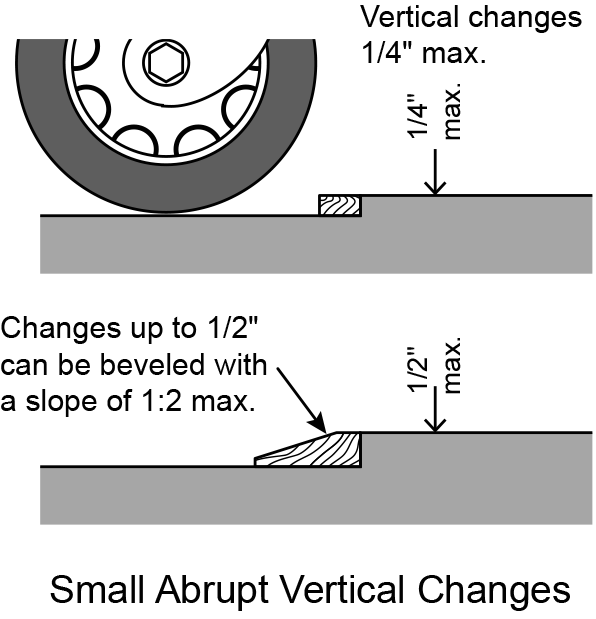 Vertical changes
1/4" max.
1/4"
max.
Changes up to 1/2"
can be beveled with
a slope of 1:2 max.
1/2"
max.
Small Abrupt Vertical Changes